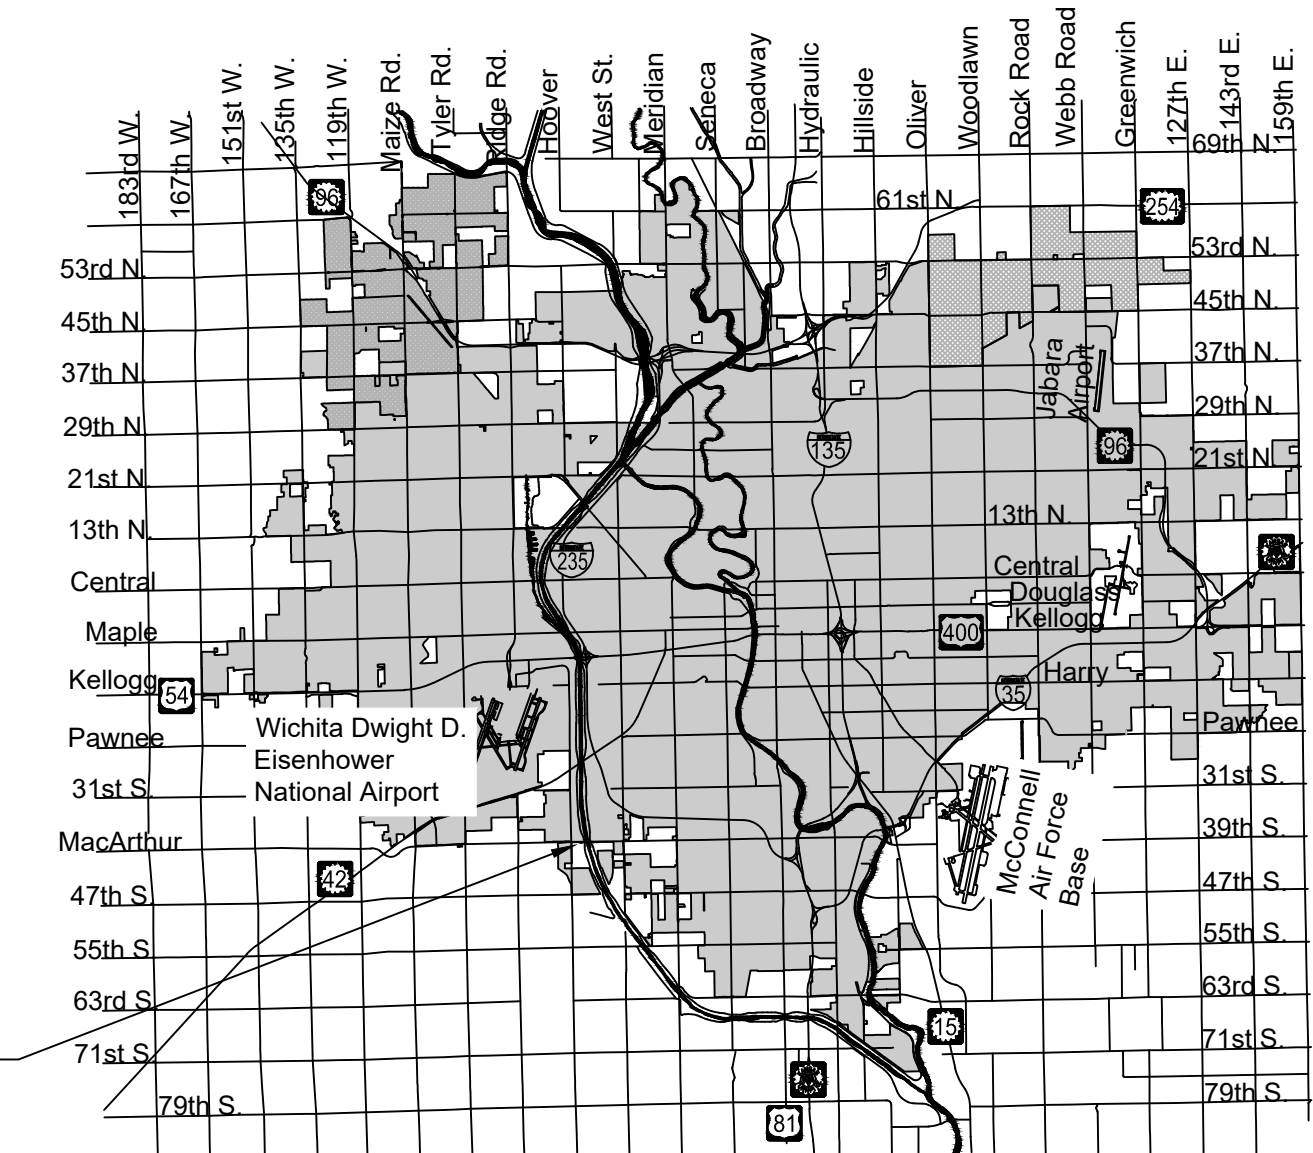 183rd W.
167th W.
151st W.
135th W.
119th W.
Maize Rd.
Tyler Rd.
Hoover
West St.
Meridian
Seneca
Broadway
Hydraulic
Hillside
Oliver
Woodlawn
Rock Road
Webb Road
Greenwich
127th E.
143rd E.
159th E.
69th N.
96
61st N.
254
53rd N.
53rd N.
45th N.
45th N.
37th N.
37th N.
Jabara
Airport
29th N.
29th N.
135
96
21st N.
21st N.
13th N.
13th N.
235
Central
Central
Douglass
Kellogg
Maple
400
Kellogg
54
Harry
35
Wichita Dwight D.
Eisenhower
National Airport
Pawnee
Pawnee
31st S.
31st S.
McConnell
Air Force
Base
MacArthur
39th S.
42
47th S
47th S.
55th S
55th S.
63rd S
63rd S.
15
71st S
71st S.
79th S.
79th S.
81